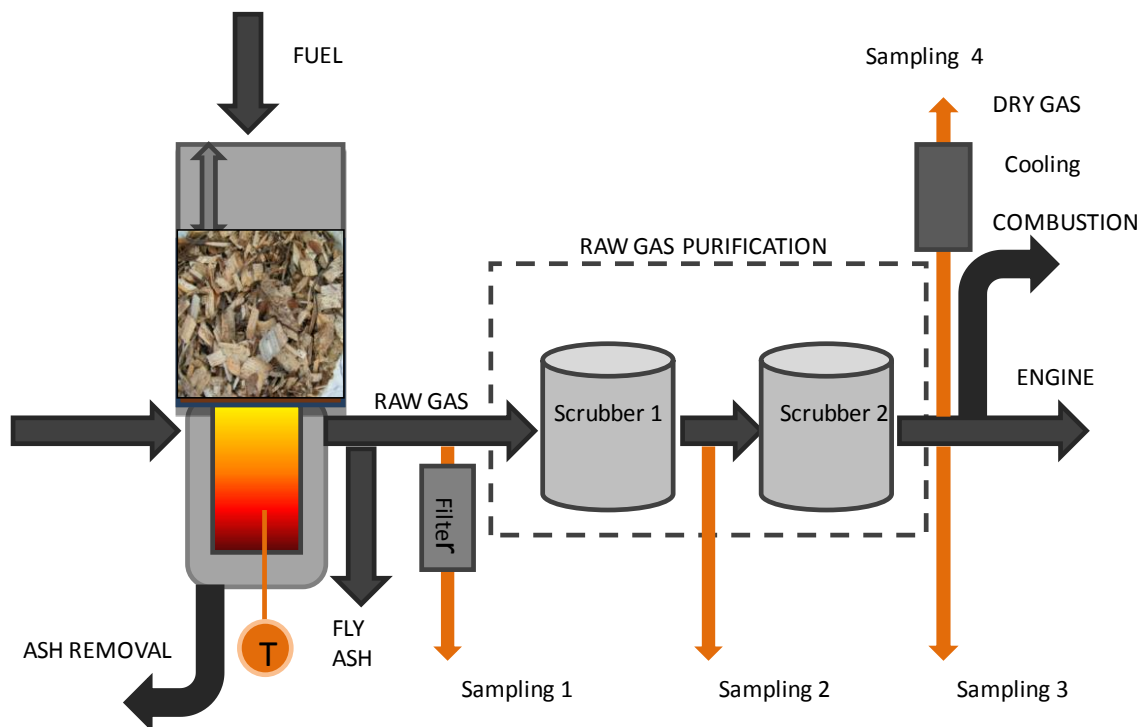 FUEL
Sampling 4
DRY GAS
Cooling
COMBUSTION
RAW GAS PURIFICATION
RAW GAS
ENGINE
Scrubber 1
Scrubber 2
Filter
FLY
ASH
T
ASH REMOVAL
Sampling 1
Sampling 2
Sampling 3